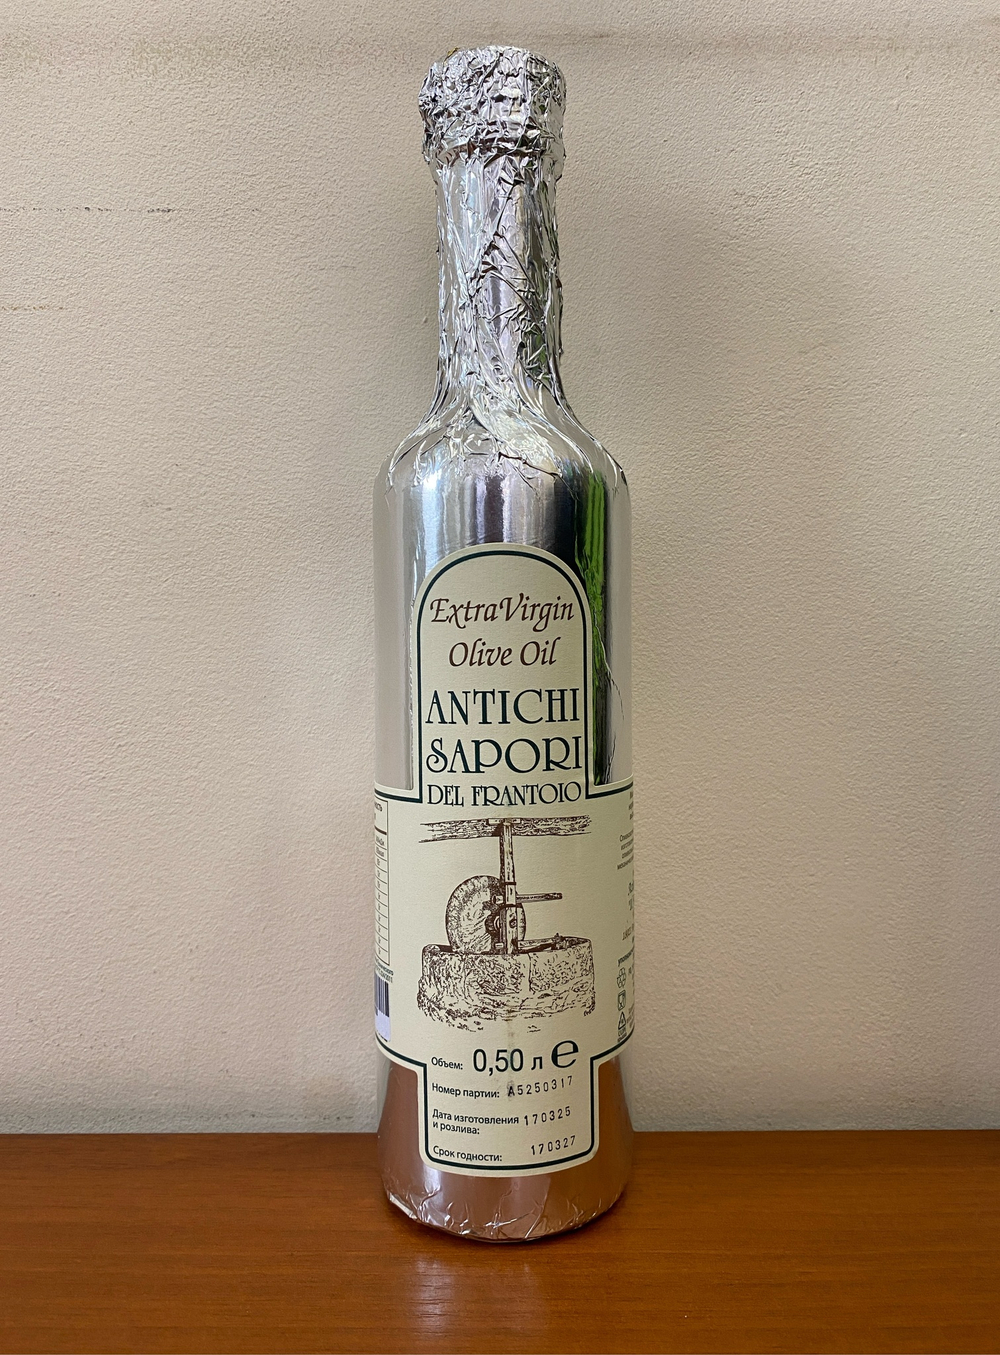 Extra Virgin
Olive Oil
ANTICHI
SAPORI
DEL FRANTOIO
Объем: 0,50 л e
Номер партии: A5250317
Дата изготовления 170325
и розлива:
Срок годности: 170327